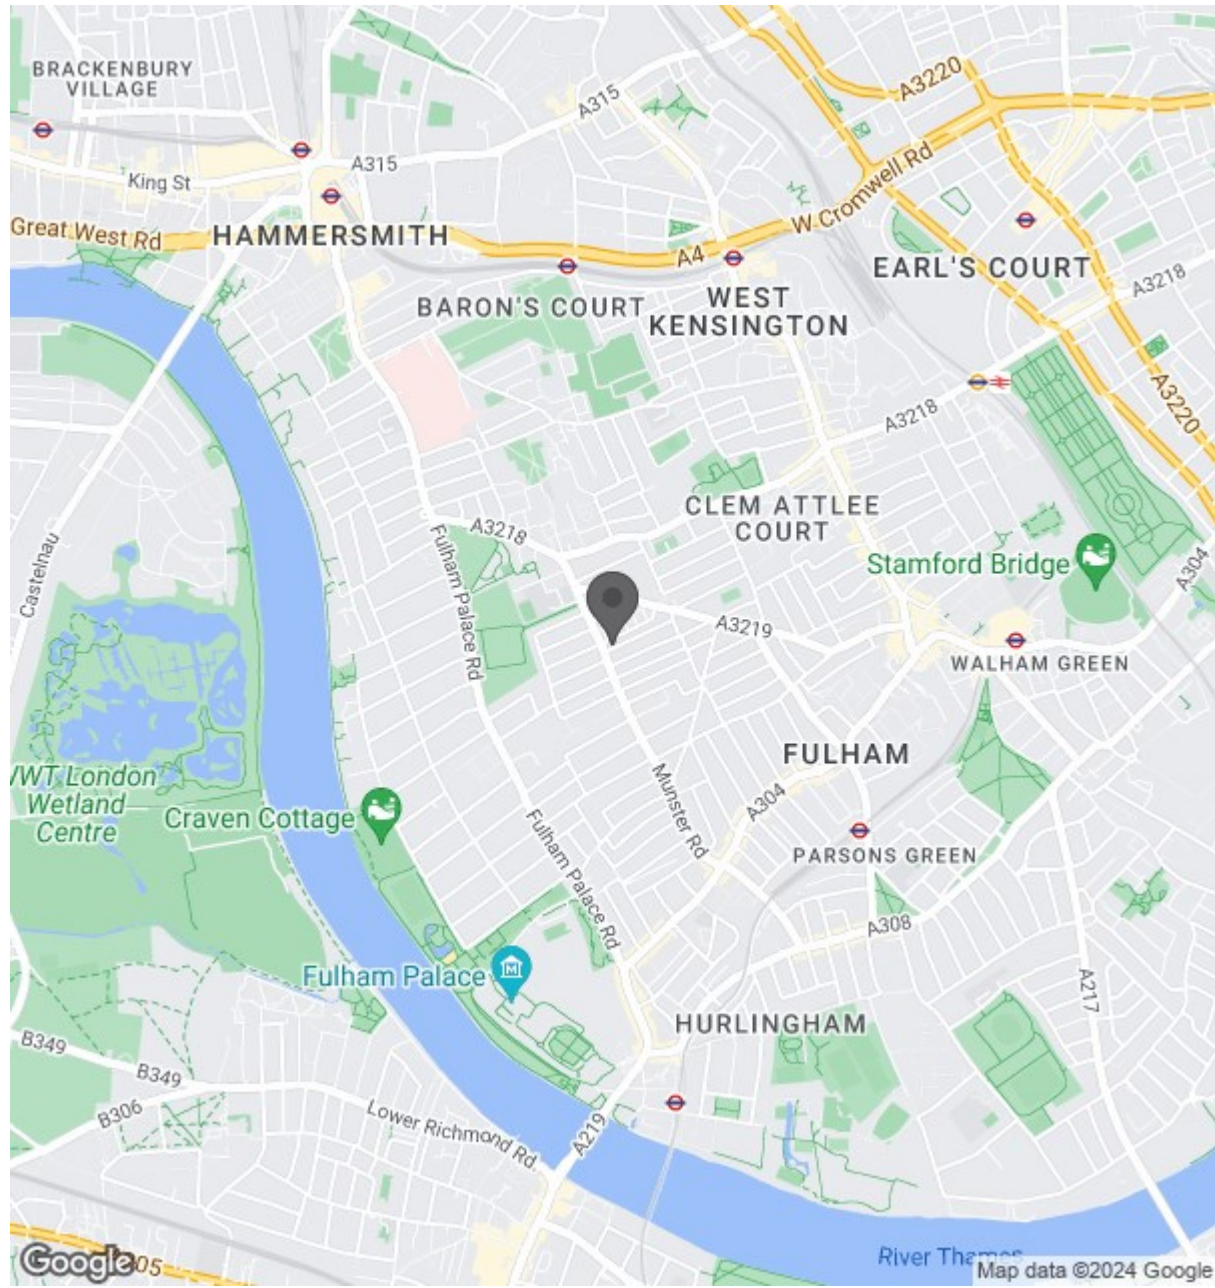 BRACKENBURY
VILLAGE
A3220
A315
A315
King St
W Cromwell Rd
Great West Rd
HAMMERSMITH
A4
EARL'S COURT
A3218
BARON'S COURT
WEST
KENSINGTON
A3220
A3218
CLEM ATTLEE
COURT
A3218
Fulham Palace Rd
Castelnau
Stamford Bridge
A304
A3219
WALHAM GREEN
FULHAM
WT London
Wetland
Centre
Munster Rd
A304
Craven Cottage
Fulham Palace Rd
PARSONS GREEN
A308
Fulham Palace
M
A217
HURLINGHAM
B349
B349
B306
Lower Richmond Rd
A219
River Thames
Google
Map data ©2024 Google